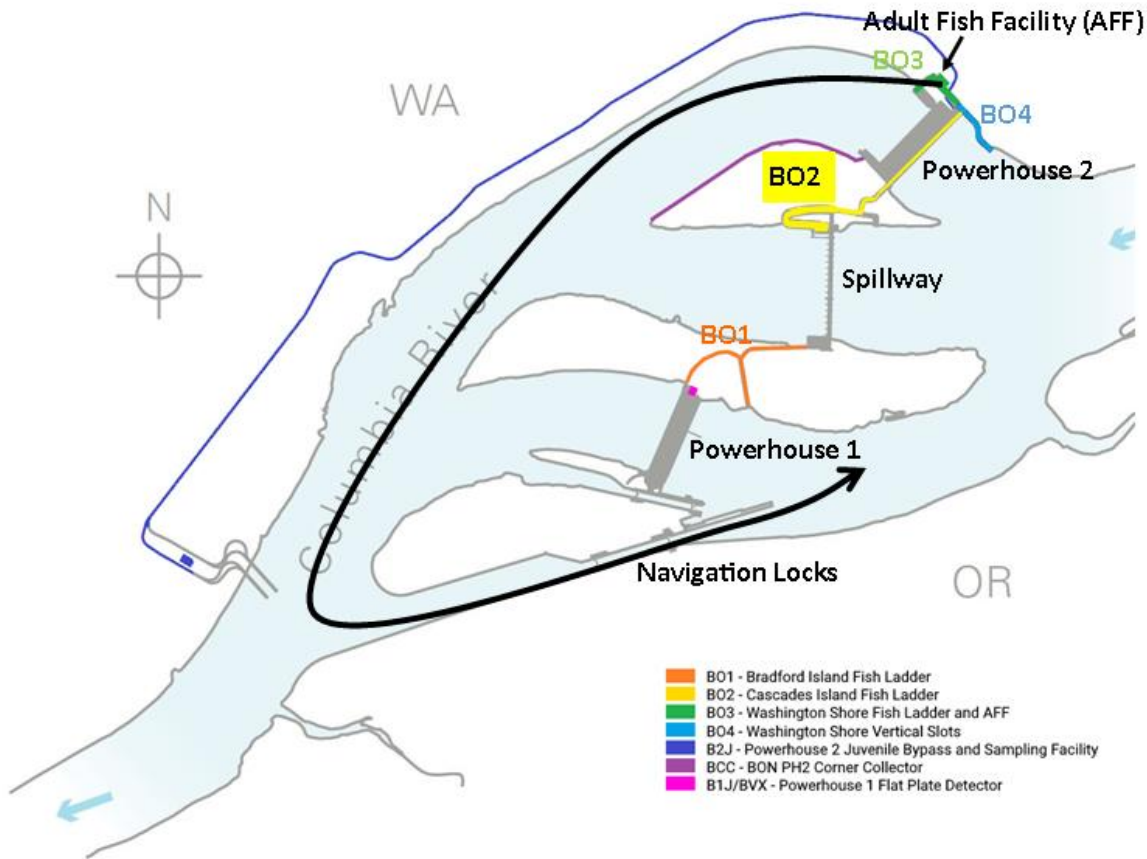 Adult Fish Facility (AFF)
BO3
WA
BO4
Powerhouse 2
BO2
N
Spillway
Columbia River
BO1
Powerhouse 1
Navigation Locks
OR
BO1 - Bradford Island Fish Ladder
BO2 - Cascades Island Fish Ladder
BO3 - Washington Shore Fish Ladder and AFF
BO4 - Washington Shore Vertical Slots
B2J - Powerhouse 2 Juvenile Bypass and Sampling Facility
BCC - BON PH2 Corner Collector
B1J/BVX - Powerhouse 1 Flat Plate Detector